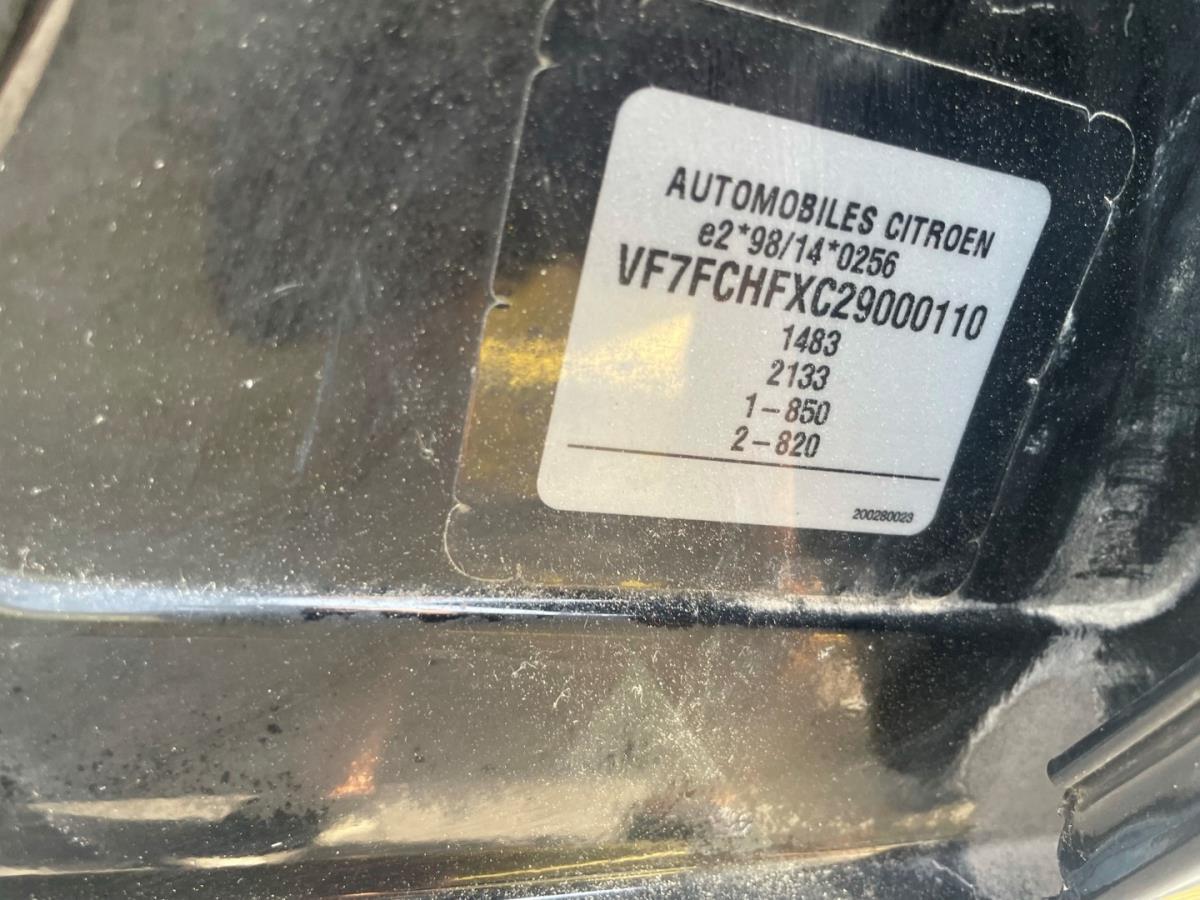 AUTOMOBILES CITROEN
e2*98/14*0256
VF7FCHFXC29000110
1483
2133
1-850
2-820
200280023